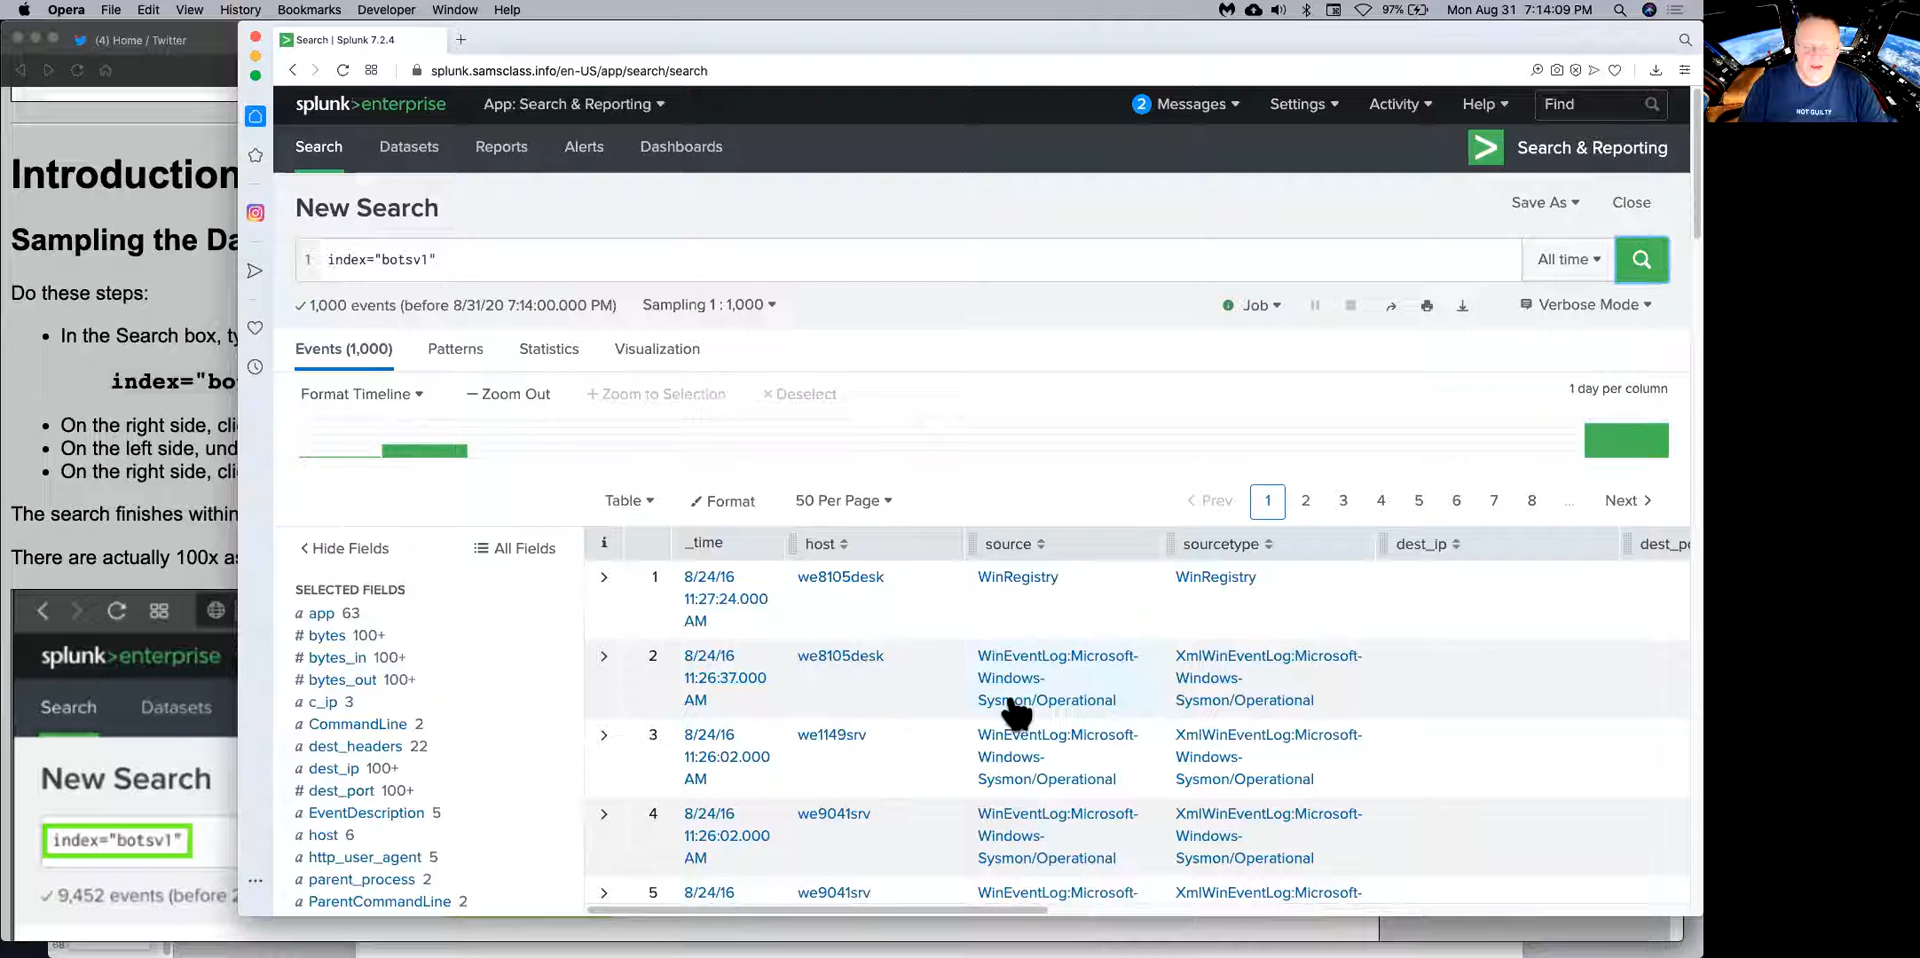 Opera File Edit View History Bookmarks Developer Window Help
97% Mon Aug 31 7:14:09 PM
(4) Home / Twitter
Search | Splunk 7.2.4
splunk.samsclass.info/en-US/app/search/search
splunk>enterprise App: Search & Reporting 2 Messages Settings Activity Help Find
Search Datasets Reports Alerts Dashboards Search & Reporting
New Search Save As Close
1 index="botsv1" All time
1,000 events (before 8/31/20 7:14:00.000 PM) Sampling 1 : 1,000 Job Verbose Mode
Events (1,000) Patterns Statistics Visualization
Format Timeline — Zoom Out + Zoom to Selection × Deselect 1 day per column
Table Format 50 Per Page < Prev 1 2 3 4 5 6 7 8 ... Next >
< Hide Fields All Fields
i _time host source sourcetype dest_ip
SELECTED FIELDS
a app 63
# bytes 100+
# bytes_in 100+
# bytes_out 100+
a c_ip 3
a CommandLine 2
a dest_headers 22
a dest_ip 100+
# dest_port 100+
a EventDescription 5
a host 6
a http_user_agent 5
a parent_process 2
a ParentCommandLine 2
> 1 8/24/16 we8105desk WinRegistry WinRegistry
11:27:24.000
AM
> 2 8/24/16 we8105desk WinEventLog:Microsoft- XmlWinEventLog:Microsoft-
11:26:37.000 Windows- Windows-
AM Sysmon/Operational Sysmon/Operational
> 3 8/24/16 we1149srv WinEventLog:Microsoft- XmlWinEventLog:Microsoft-
11:26:02.000 Windows- Windows-
AM Sysmon/Operational Sysmon/Operational
> 4 8/24/16 we9041srv WinEventLog:Microsoft- XmlWinEventLog:Microsoft-
11:26:02.000 Windows- Windows-
AM Sysmon/Operational Sysmon/Operational
> 5 8/24/16 we9041srv WinEventLog:Microsoft- XmlWinEventLog:Microsoft-
Introduction
Sampling the
Do these steps:
• In the Search box,
index="bo
• On the right side,
• On the left side,
• On the right side,
The search finishes within
There are actually 100x
splunk>enterprise
Search Datasets
New Search
index="botsv1"
9,452 events (before
NOT GUILTY